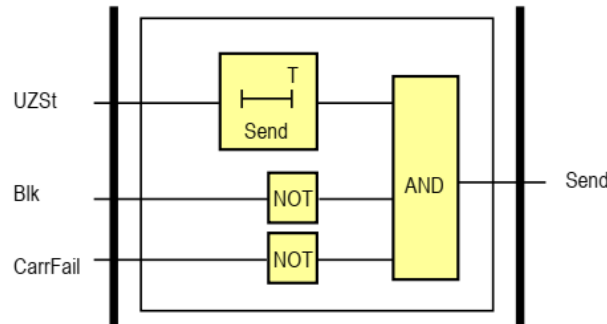 T
UZSt
Send
Blk
NOT
AND
Send
CarrFail
NOT